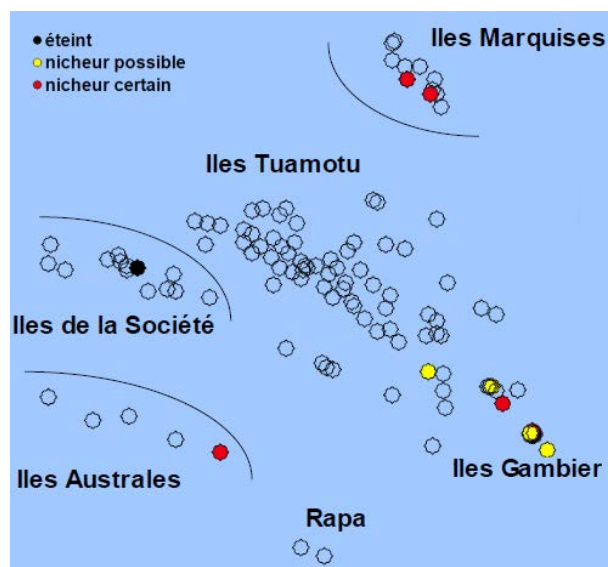 Iles Marquises
éteint
nicheur possible
nicheur certain
Iles Tuamotu
Iles de la Société
Iles Gambier
Iles Australes
Rapa